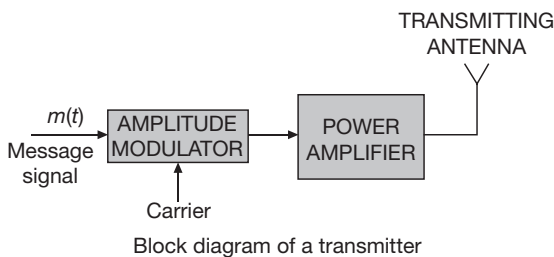 TRANSMITTING
ANTENNA
m(t)
Message
signal
AMPLITUDE
MODULATOR
POWER
AMPLIFIER
Carrier
Block diagram of a transmitter